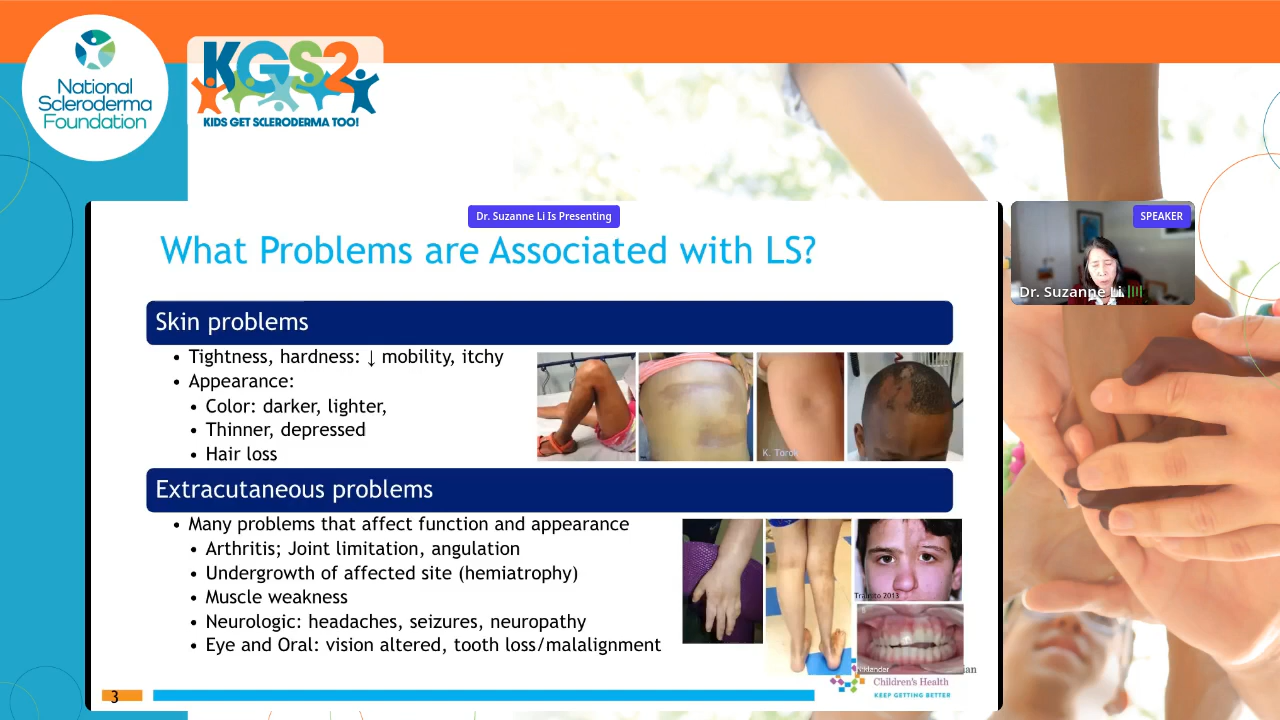 National
Scleroderma
Foundation
KGS2
KIDS GET SCLERODERMA TOO!
Dr. Suzanne Li Is Presenting
SPEAKER
Dr. Suzanne Li
What Problems are Associated with LS?
Skin problems
• Tightness, hardness: ↓ mobility, itchy
• Appearance:
• Color: darker, lighter,
• Thinner, depressed
• Hair loss
K. Torok
Extracutaneous problems
• Many problems that affect function and appearance
• Arthritis; Joint limitation, angulation
• Undergrowth of affected site (hemiatrophy)
• Muscle weakness
• Neurologic: headaches, seizures, neuropathy
• Eye and Oral: vision altered, tooth loss/malalignment
2013
Children's Health
KEEP GETTING BETTER
3